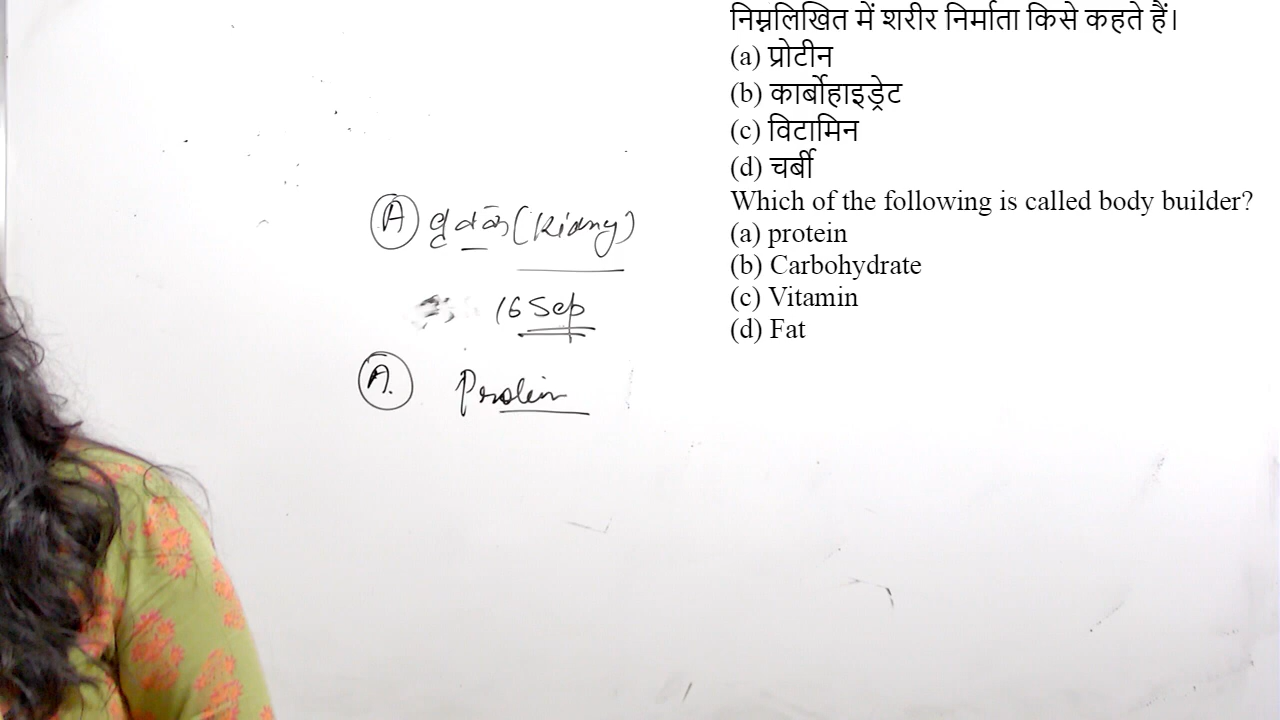 निम्नलिखित में शरीर निर्माता किसे कहते हैं।
(a) प्रोटीन
(b) कार्बोहाइड्रेट
(c) विटामिन
(d) चर्बी
Which of the following is called body builder?
(a) protein
(b) Carbohydrate
(c) Vitamin
(d) Fat
(A) वृक्क (Kidney)
16 Sep
(A). Protein